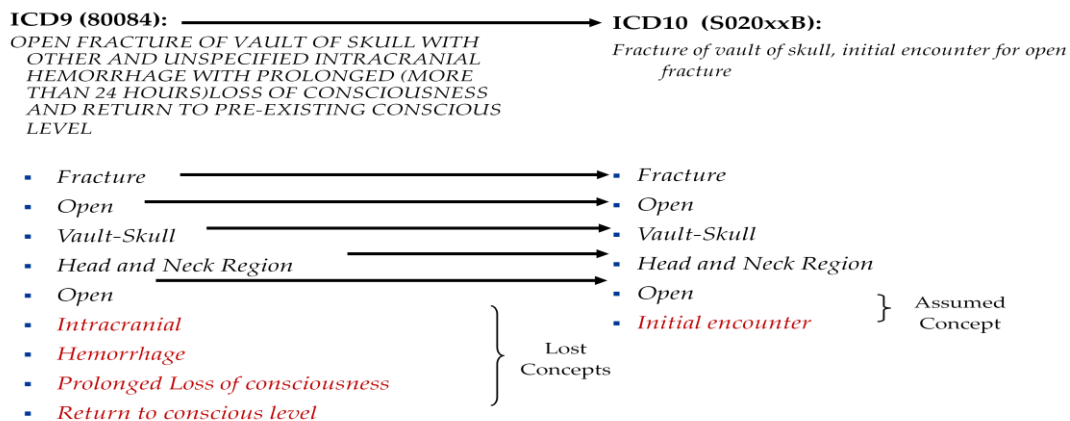 ICD9 (80084):
OPEN FRACTURE OF VAULT OF SKULL WITH
OTHER AND UNSPECIFIED INTRACRANIAL
HEMORRHAGE WITH PROLONGED (MORE
THAN 24 HOURS)LOSS OF CONSCIOUSNESS
AND RETURN TO PRE-EXISTING CONSCIOUS
LEVEL
ICD10 (S020xxB):
Fracture of vault of skull, initial encounter for open
fracture
▪ Fracture
▪ Open
▪ Vault-Skull
▪ Head and Neck Region
▪ Open
▪ Intracranial
▪ Hemorrhage
▪ Prolonged Loss of consciousness
▪ Return to conscious level
Lost
Concepts
▪ Fracture
▪ Open
▪ Vault-Skull
▪ Head and Neck Region
▪ Open
▪ Initial encounter
Assumed
Concept